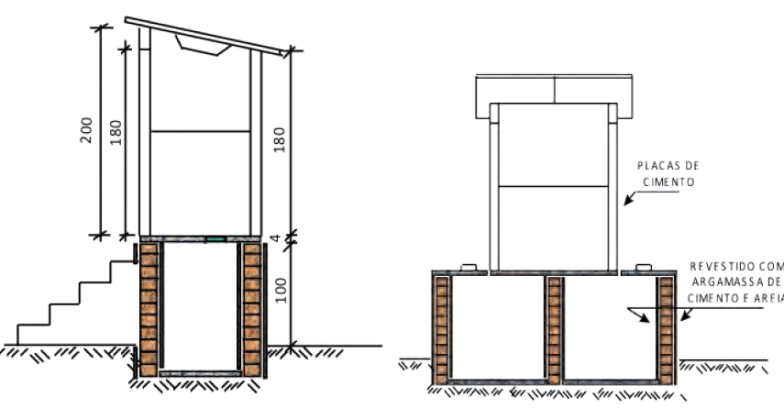 200
180
180
4
100
PLACAS DE
CIMENTO
REVESTIDO COM
ARGAMASSA DE
CIMENTO E AREIA